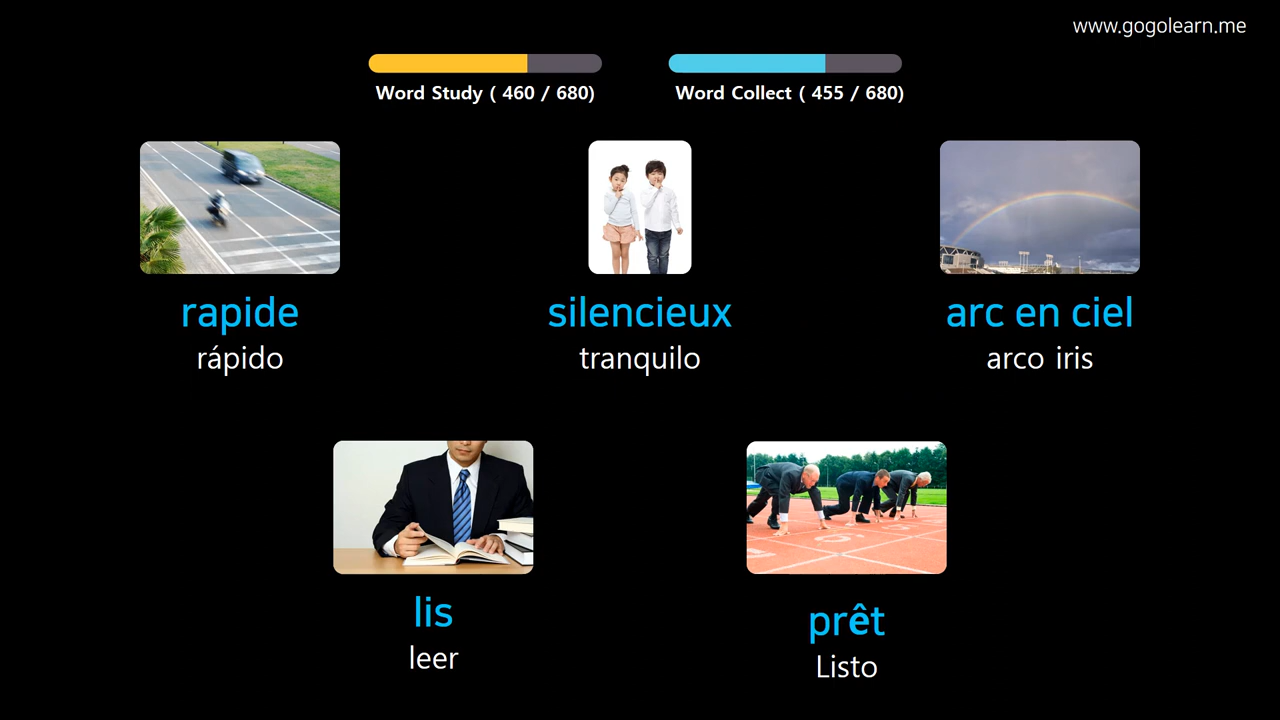 www.gogolearn.me
Word Study ( 460 / 680)
Word Collect ( 455 / 680)
rapide
rápido
silencieux
tranquilo
arc en ciel
arco iris
lis
leer
prêt
Listo